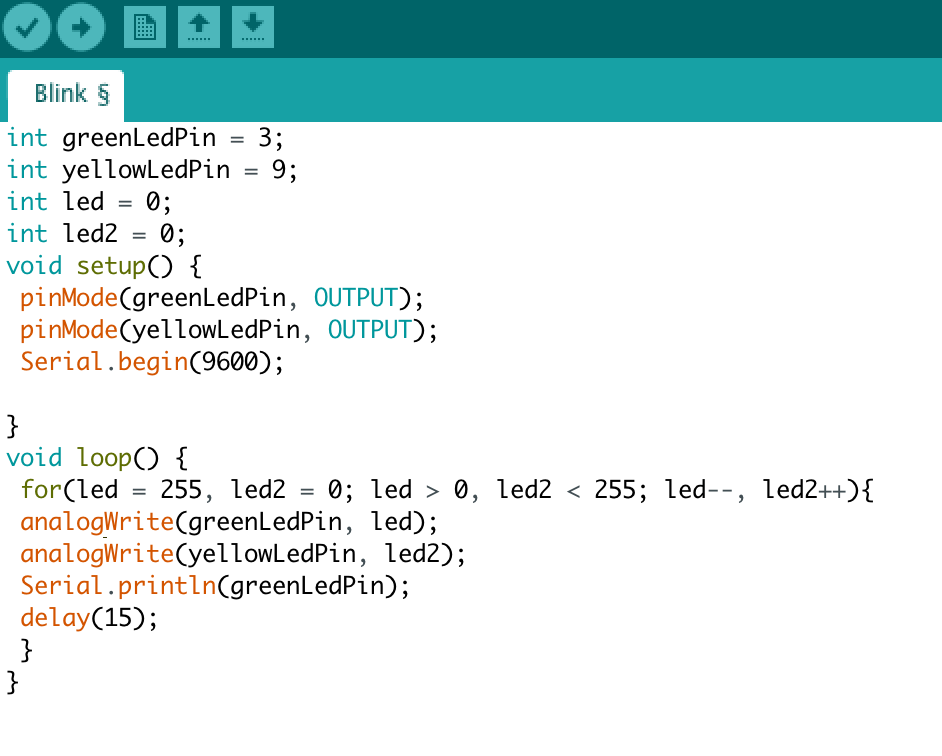 Blink §
int greenLedPin = 3;
int yellowLedPin = 9;
int led = 0;
int led2 = 0;
void setup() {
 pinMode(greenLedPin, OUTPUT);
 pinMode(yellowLedPin, OUTPUT);
 Serial.begin(9600);

}
void loop() {
 for(led = 255, led2 = 0; led > 0, led2 < 255; led--, led2++){
 analogWrite(greenLedPin, led);
 analogWrite(yellowLedPin, led2);
 Serial.println(greenLedPin);
 delay(15);
 }
}